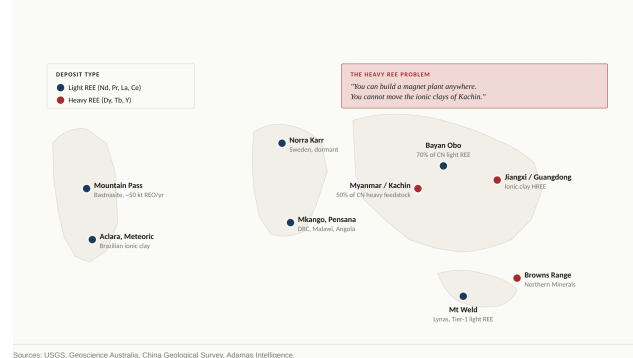 DEPOSIT TYPE
Light REE (Nd, Pr, La, Ce)
Heavy REE (Dy, Tb, Y)
THE HEAVY REE PROBLEM
"You can build a magnet plant anywhere.
You cannot move the ionic clays of Kachin."
Norra Karr
Sweden, dormant
Bayan Obo
70% of CN light REE
Mountain Pass
Bastnasite, ~50 kt REO/yr
Myanmar / Kachin
50% of CN heavy feedstock
Jiangxi / Guangdong
Ionic clay HREE
Mkango, Pensana
DRC, Malawi, Angola
Aclara, Meteoric
Brazilian ionic clay
Browns Range
Northern Minerals
Mt Weld
Lynas, Tier-1 light REE
Sources: USGS, Geoscience Australia, China Geological Survey, Adamas Intelligence.